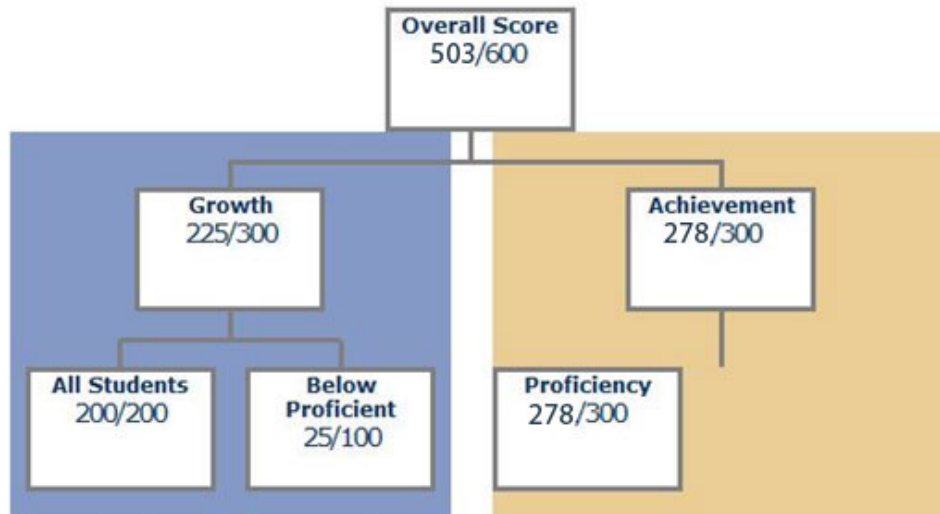 Overall Score
503/600
Growth
225/300
Achievement
278/300
All Students
200/200
Below
Proficient
25/100
Proficiency
278/300